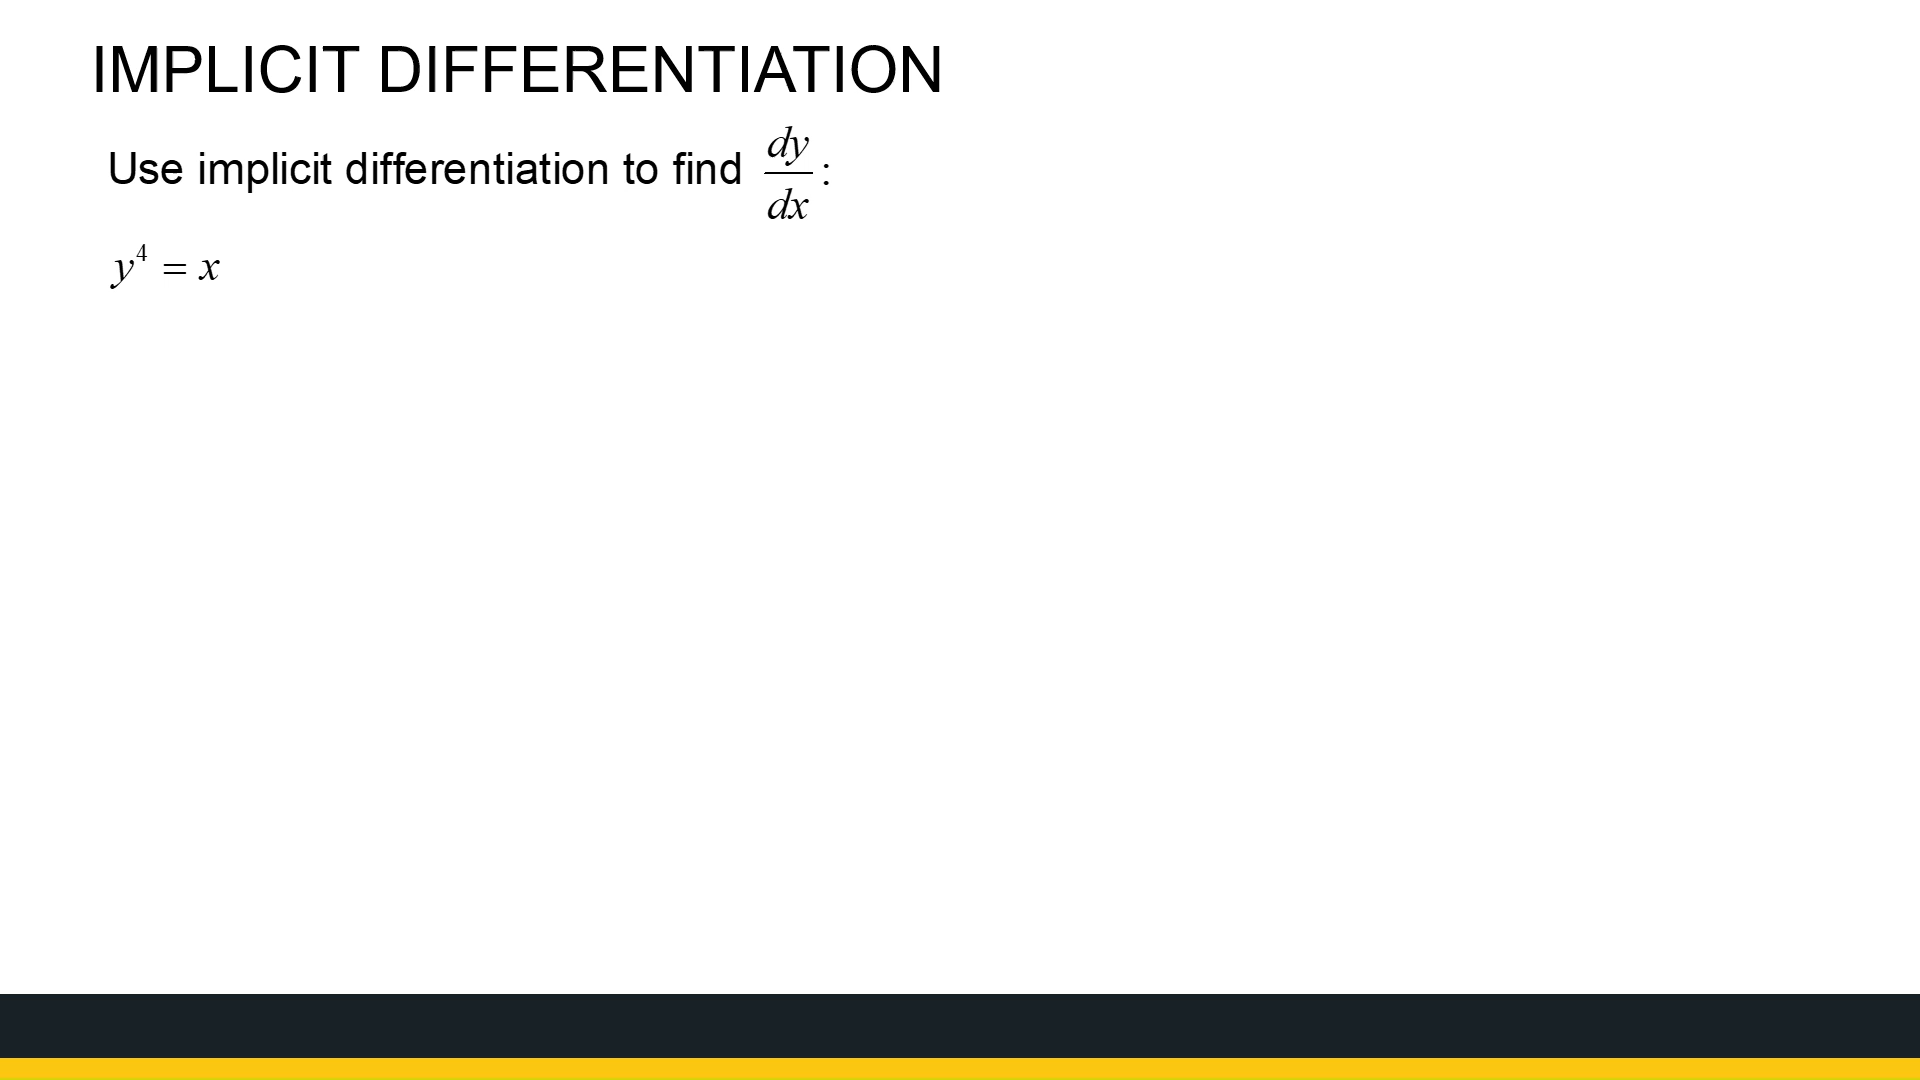 IMPLICIT DIFFERENTIATION
Use implicit differentiation to find dy/dx:
y⁴ = x